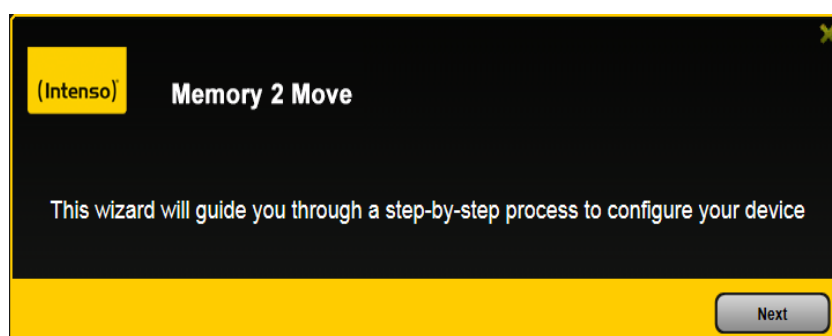 (Intenso)®
Memory 2 Move
This wizard will guide you through a step-by-step process to configure your device
Next